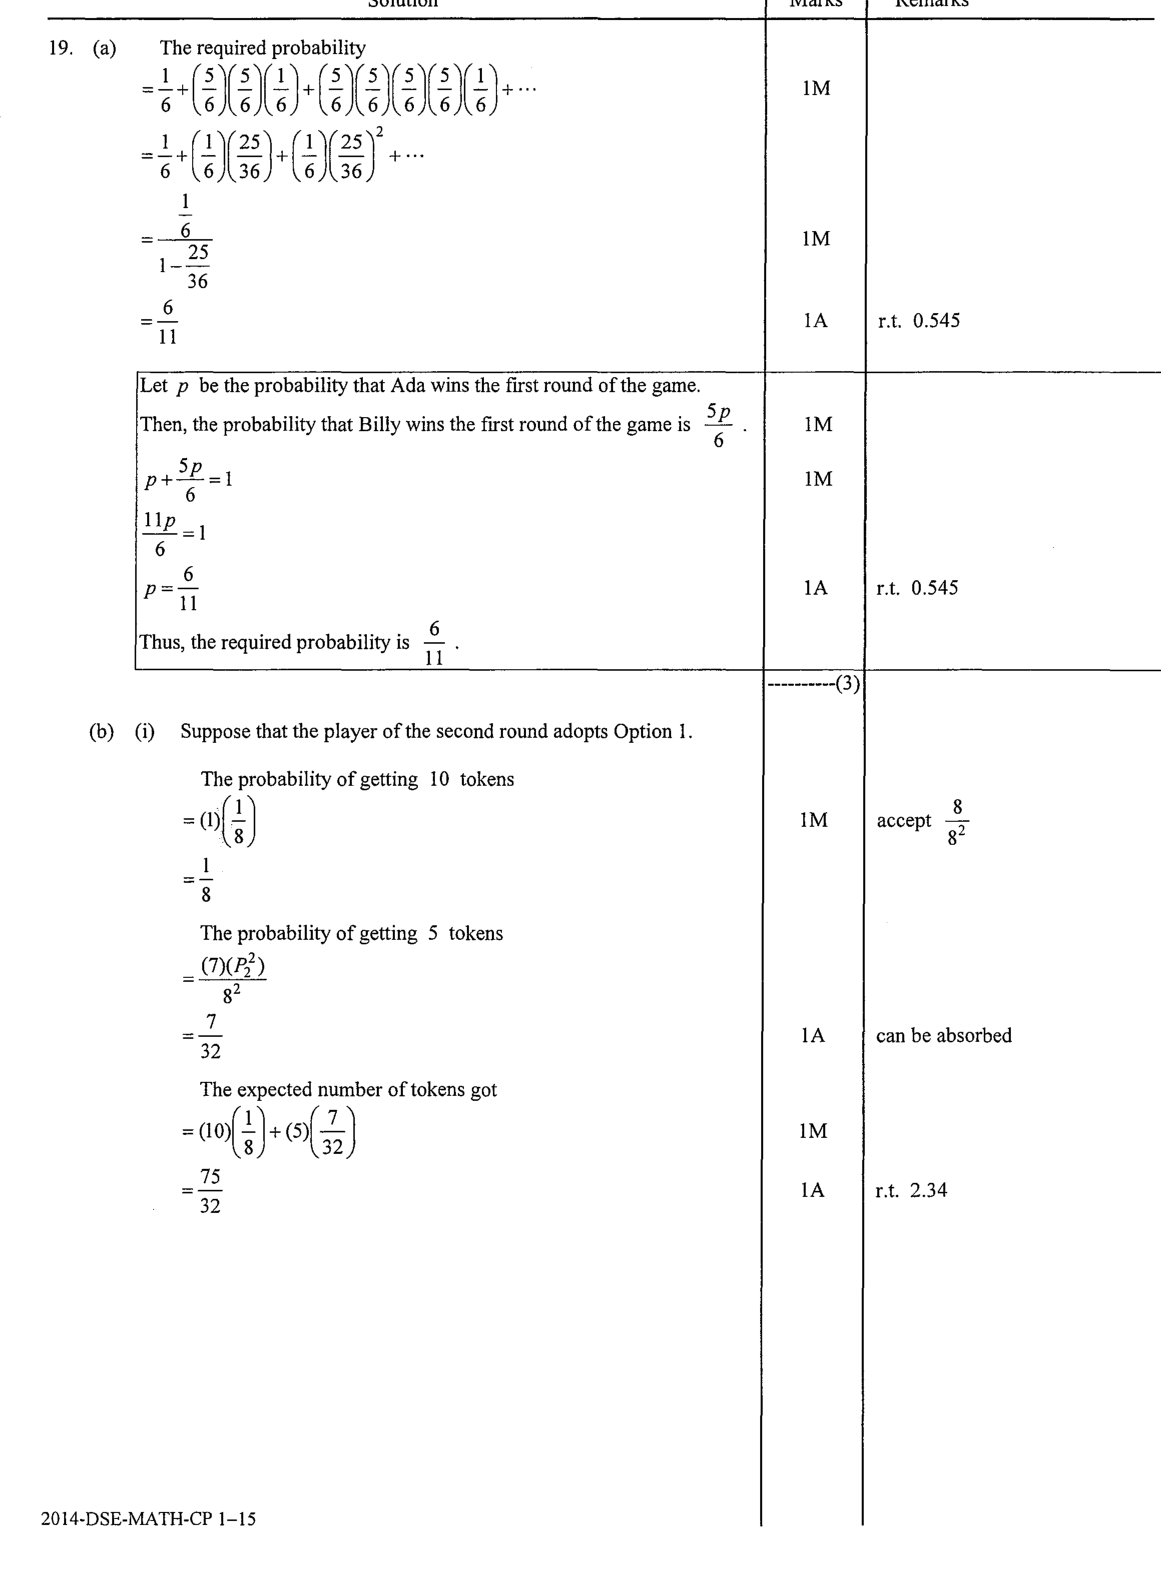 Solution Marks Remarks
19. (a) The required probability
= 1/6 + (5/6)(5/6)(1/6) + (5/6)(5/6)(5/6)(5/6)(1/6) + ⋯ 1M
= 1/6 + (1/6)(25/36) + (1/6)(25/36)² + ⋯
= (1/6)/(1 − 25/36) 1M
= 6/11 1A r.t. 0.545
Let p be the probability that Ada wins the first round of the game.
Then, the probability that Billy wins the first round of the game is 5p/6 . 1M
p + 5p/6 = 1 1M
11p/6 = 1
p = 6/11 1A r.t. 0.545
Thus, the required probability is 6/11 .
----------(3)
(b) (i) Suppose that the player of the second round adopts Option 1.
The probability of getting 10 tokens
= (1)(1/8) 1M accept 8/8²
= 1/8
The probability of getting 5 tokens
= (7)(P₂²)/8²
= 7/32 1A can be absorbed
The expected number of tokens got
= (10)(1/8) + (5)(7/32) 1M
= 75/32 1A r.t. 2.34
2014-DSE-MATH-CP 1–15